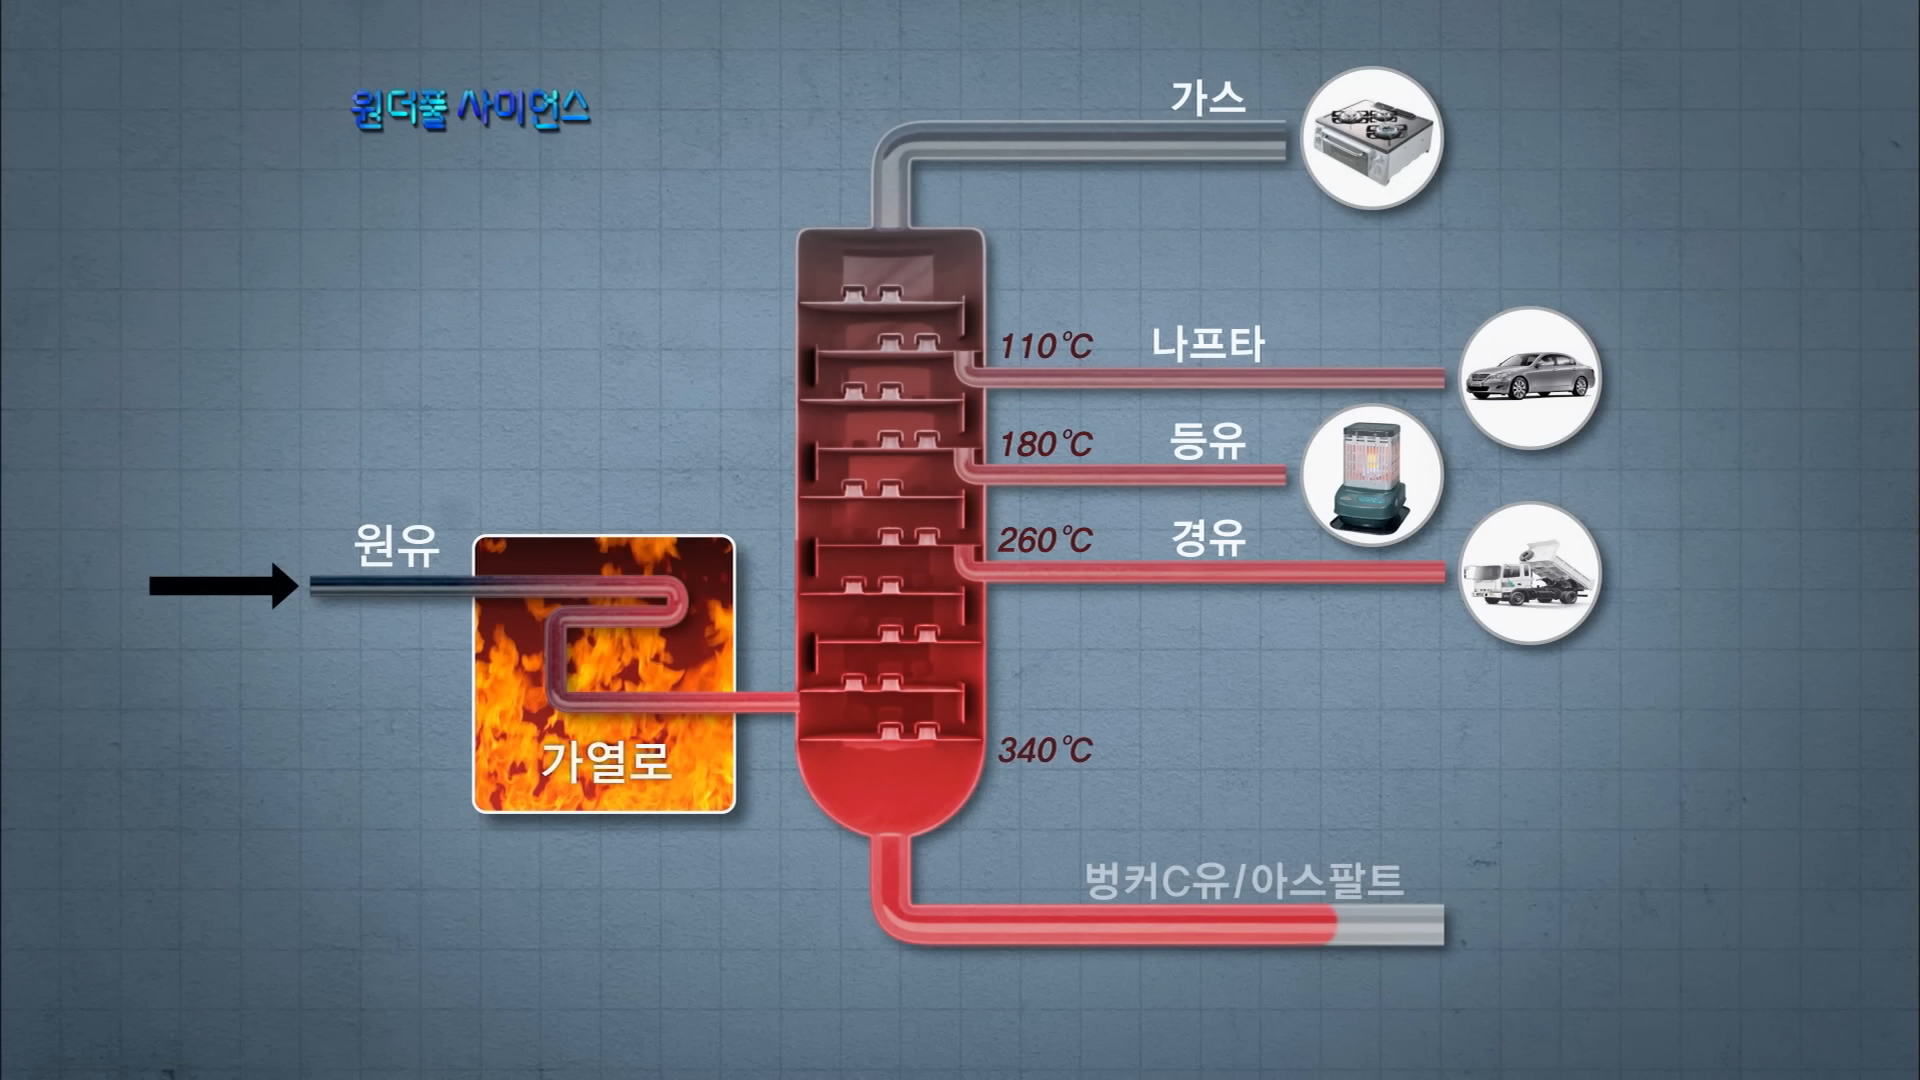 원더풀 사이언스
가스
110℃ 나프타
180℃ 등유
260℃ 경유
원유
가열로
340℃
벙커C유/아스팔트